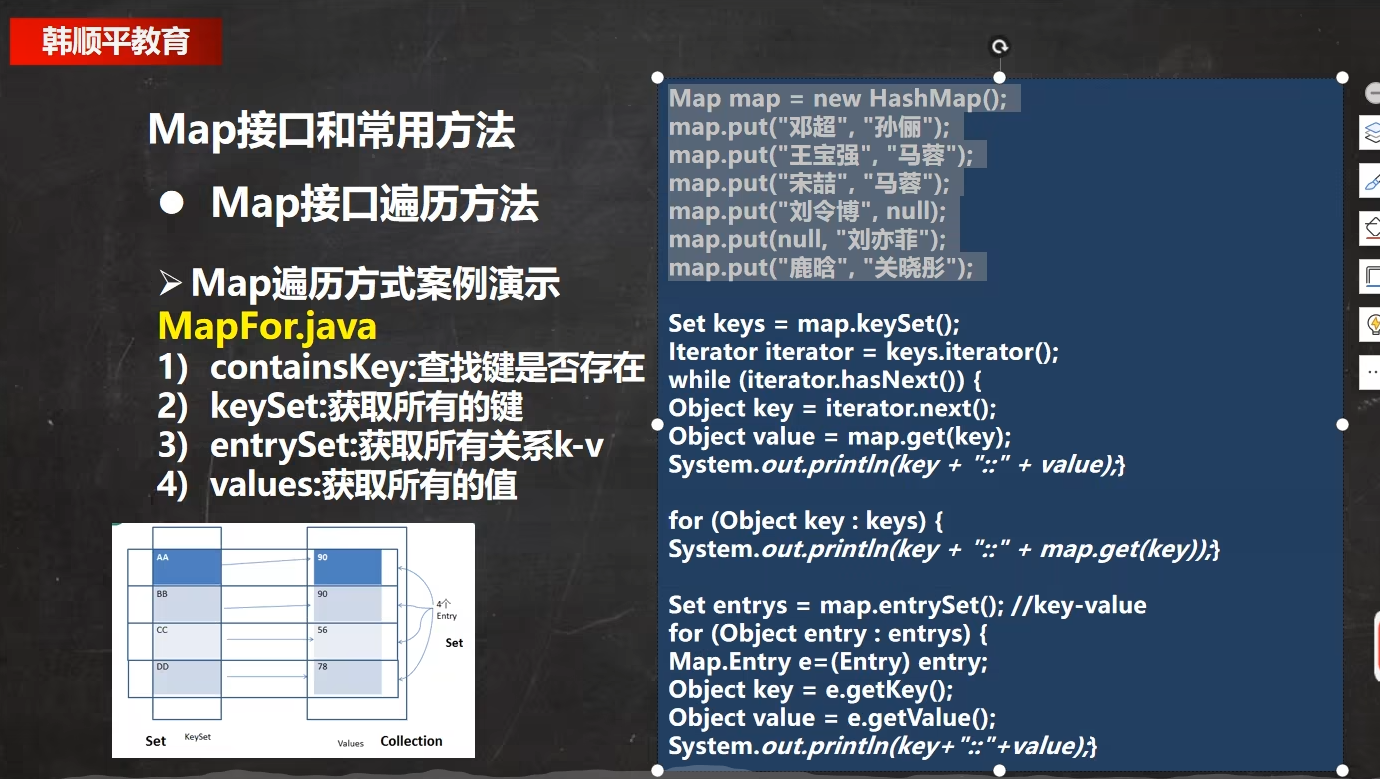 韩顺平教育
Map接口和常用方法
● Map接口遍历方法
➢ Map遍历方式案例演示
MapFor.java
1) containsKey:查找键是否存在
2) keySet:获取所有的键
3) entrySet:获取所有关系k-v
4) values:获取所有的值
AA 90
BB 90
CC 56
DD 78
4个
Entry
Set
Set KeySet Values Collection
Map map = new HashMap();
map.put("邓超", "孙俪");
map.put("王宝强", "马蓉");
map.put("宋喆", "马蓉");
map.put("刘令博", null);
map.put(null, "刘亦菲");
map.put("鹿晗", "关晓彤");
Set keys = map.keySet();
Iterator iterator = keys.iterator();
while (iterator.hasNext()) {
Object key = iterator.next();
Object value = map.get(key);
System.out.println(key + "::" + value);}
for (Object key : keys) {
System.out.println(key + "::" + map.get(key));}
Set entrys = map.entrySet(); //key-value
for (Object entry : entrys) {
Map.Entry e=(Entry) entry;
Object key = e.getKey();
Object value = e.getValue();
System.out.println(key+"::"+value);}